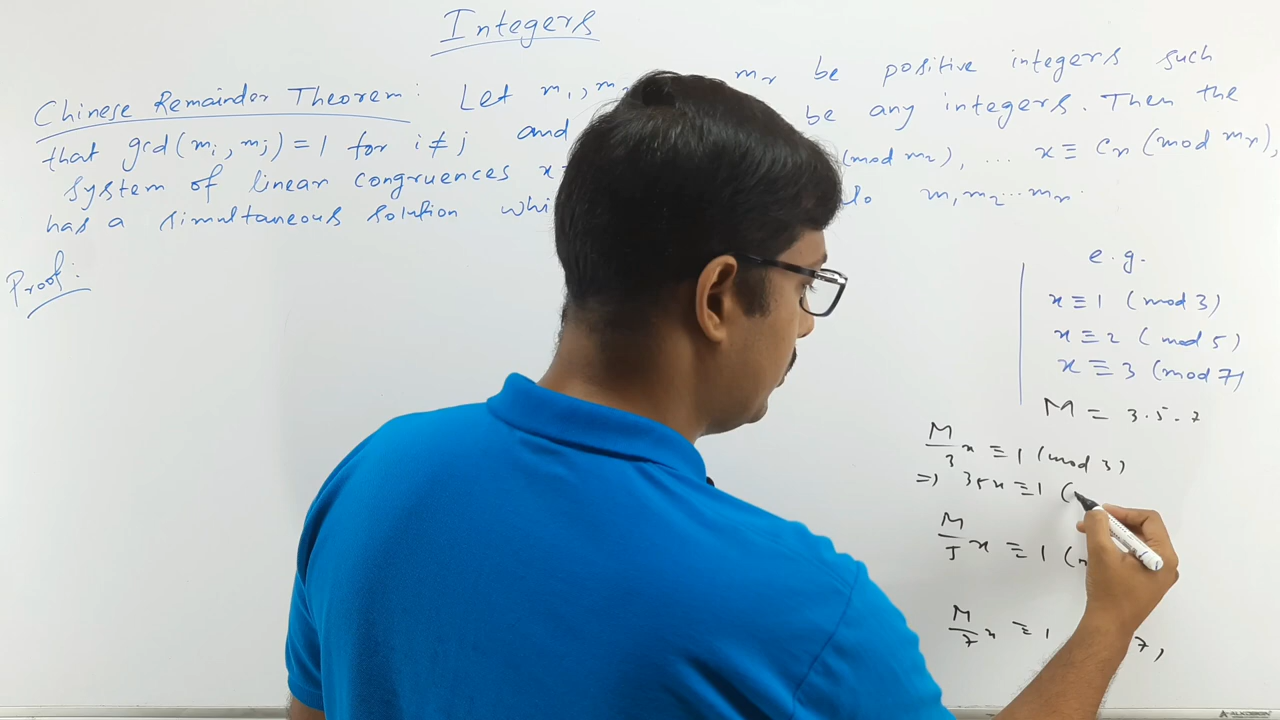 Integers
Chinese Remainder Theorem: Let m₁, m₂ mᵣ be positive integers such
that gcd(mᵢ, mⱼ) = 1 for i ≠ j and be any integers. Then the
system of linear congruences x (mod m₂), ... x ≡ cᵣ (mod mᵣ),
has a simultaneous solution m₁m₂...mᵣ.
Proof:
e.g.
x ≡ 1 (mod 3)
x ≡ 2 (mod 5)
x ≡ 3 (mod 7)
M = 3.5.7
M/3 x ≡ 1 (mod 3)
=> 35x ≡ 1 (
M/5 x ≡ 1 (
M/7 x ≡ 1 7)